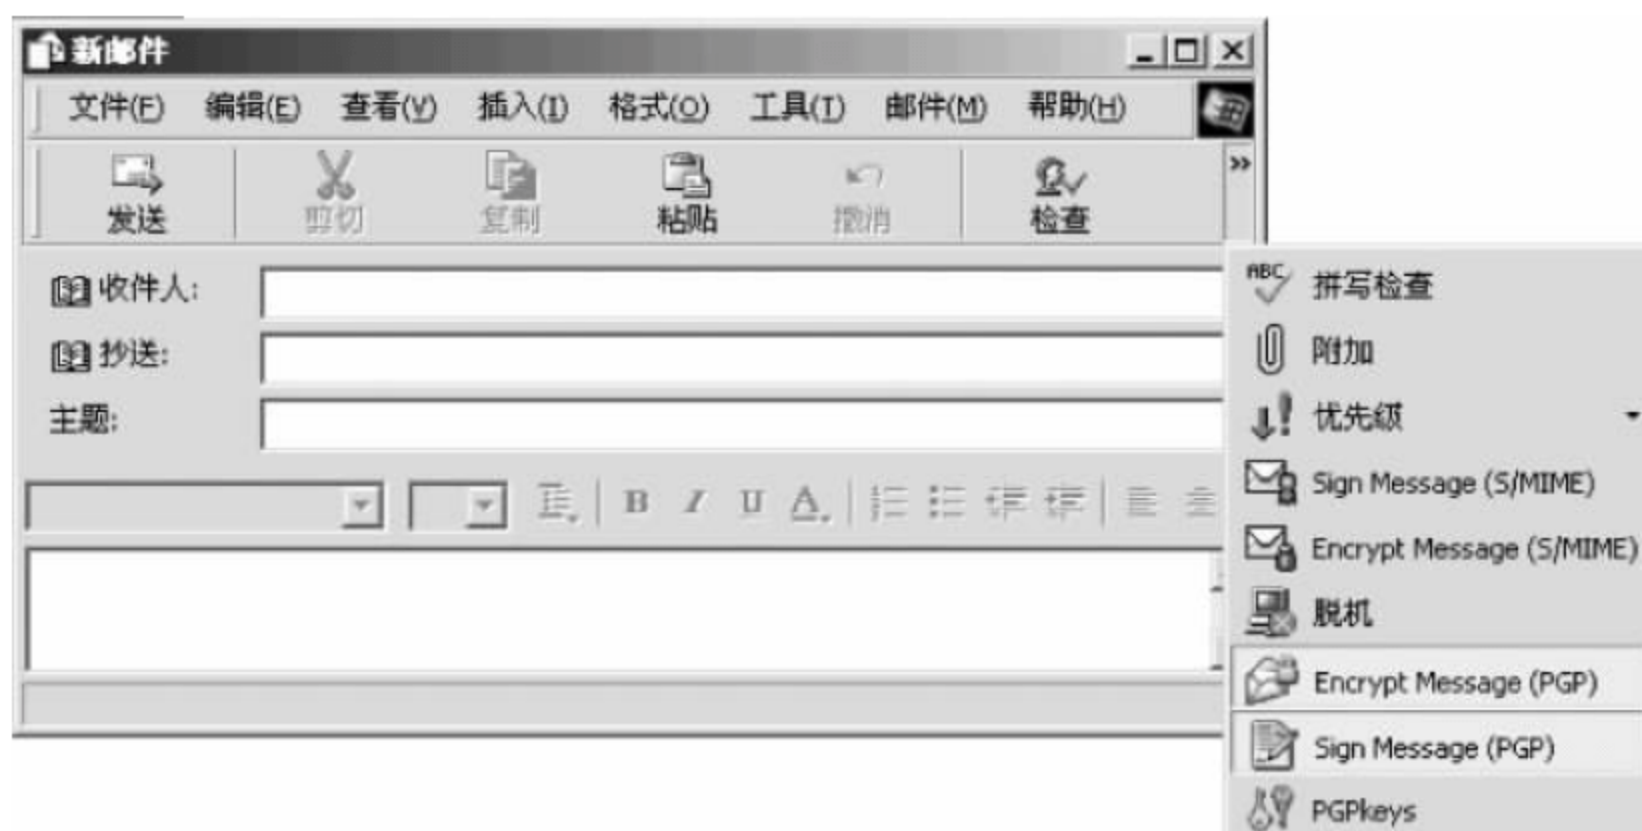 新邮件
文件(F) 编辑(E) 查看(V) 插入(I) 格式(O) 工具(T) 邮件(M) 帮助(H)
发送 剪切 复制 粘贴 撤消 检查 »
收件人:
抄送:
主题:
B I U A
ABC 拼写检查
附加
优先级
Sign Message (S/MIME)
Encrypt Message (S/MIME)
脱机
Encrypt Message (PGP)
Sign Message (PGP)
PGPkeys